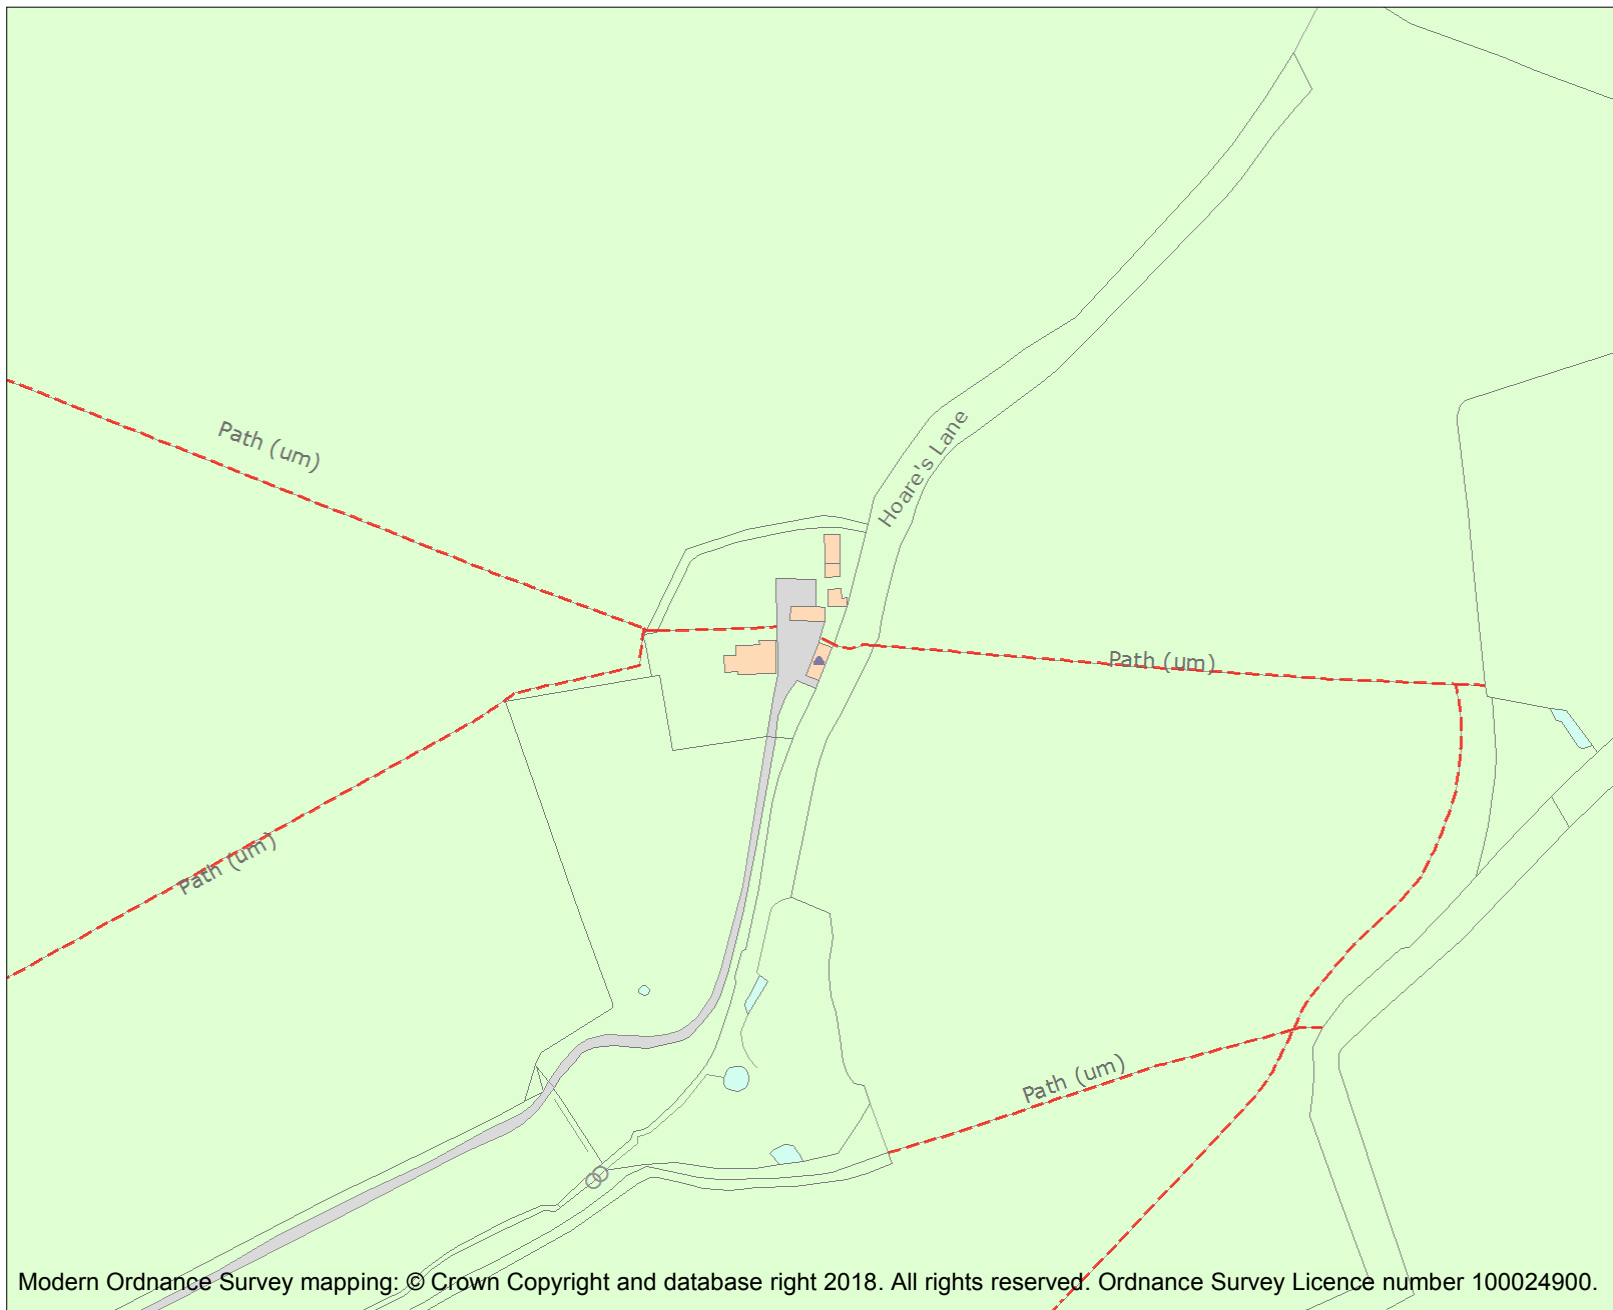 Path (um)
Hoare's Lane
Path (um)
Path (um)
Path (um)
Modern Ordnance Survey mapping: © Crown Copyright and database right 2018. All rights reserved. Ordnance Survey Licence number 100024900.